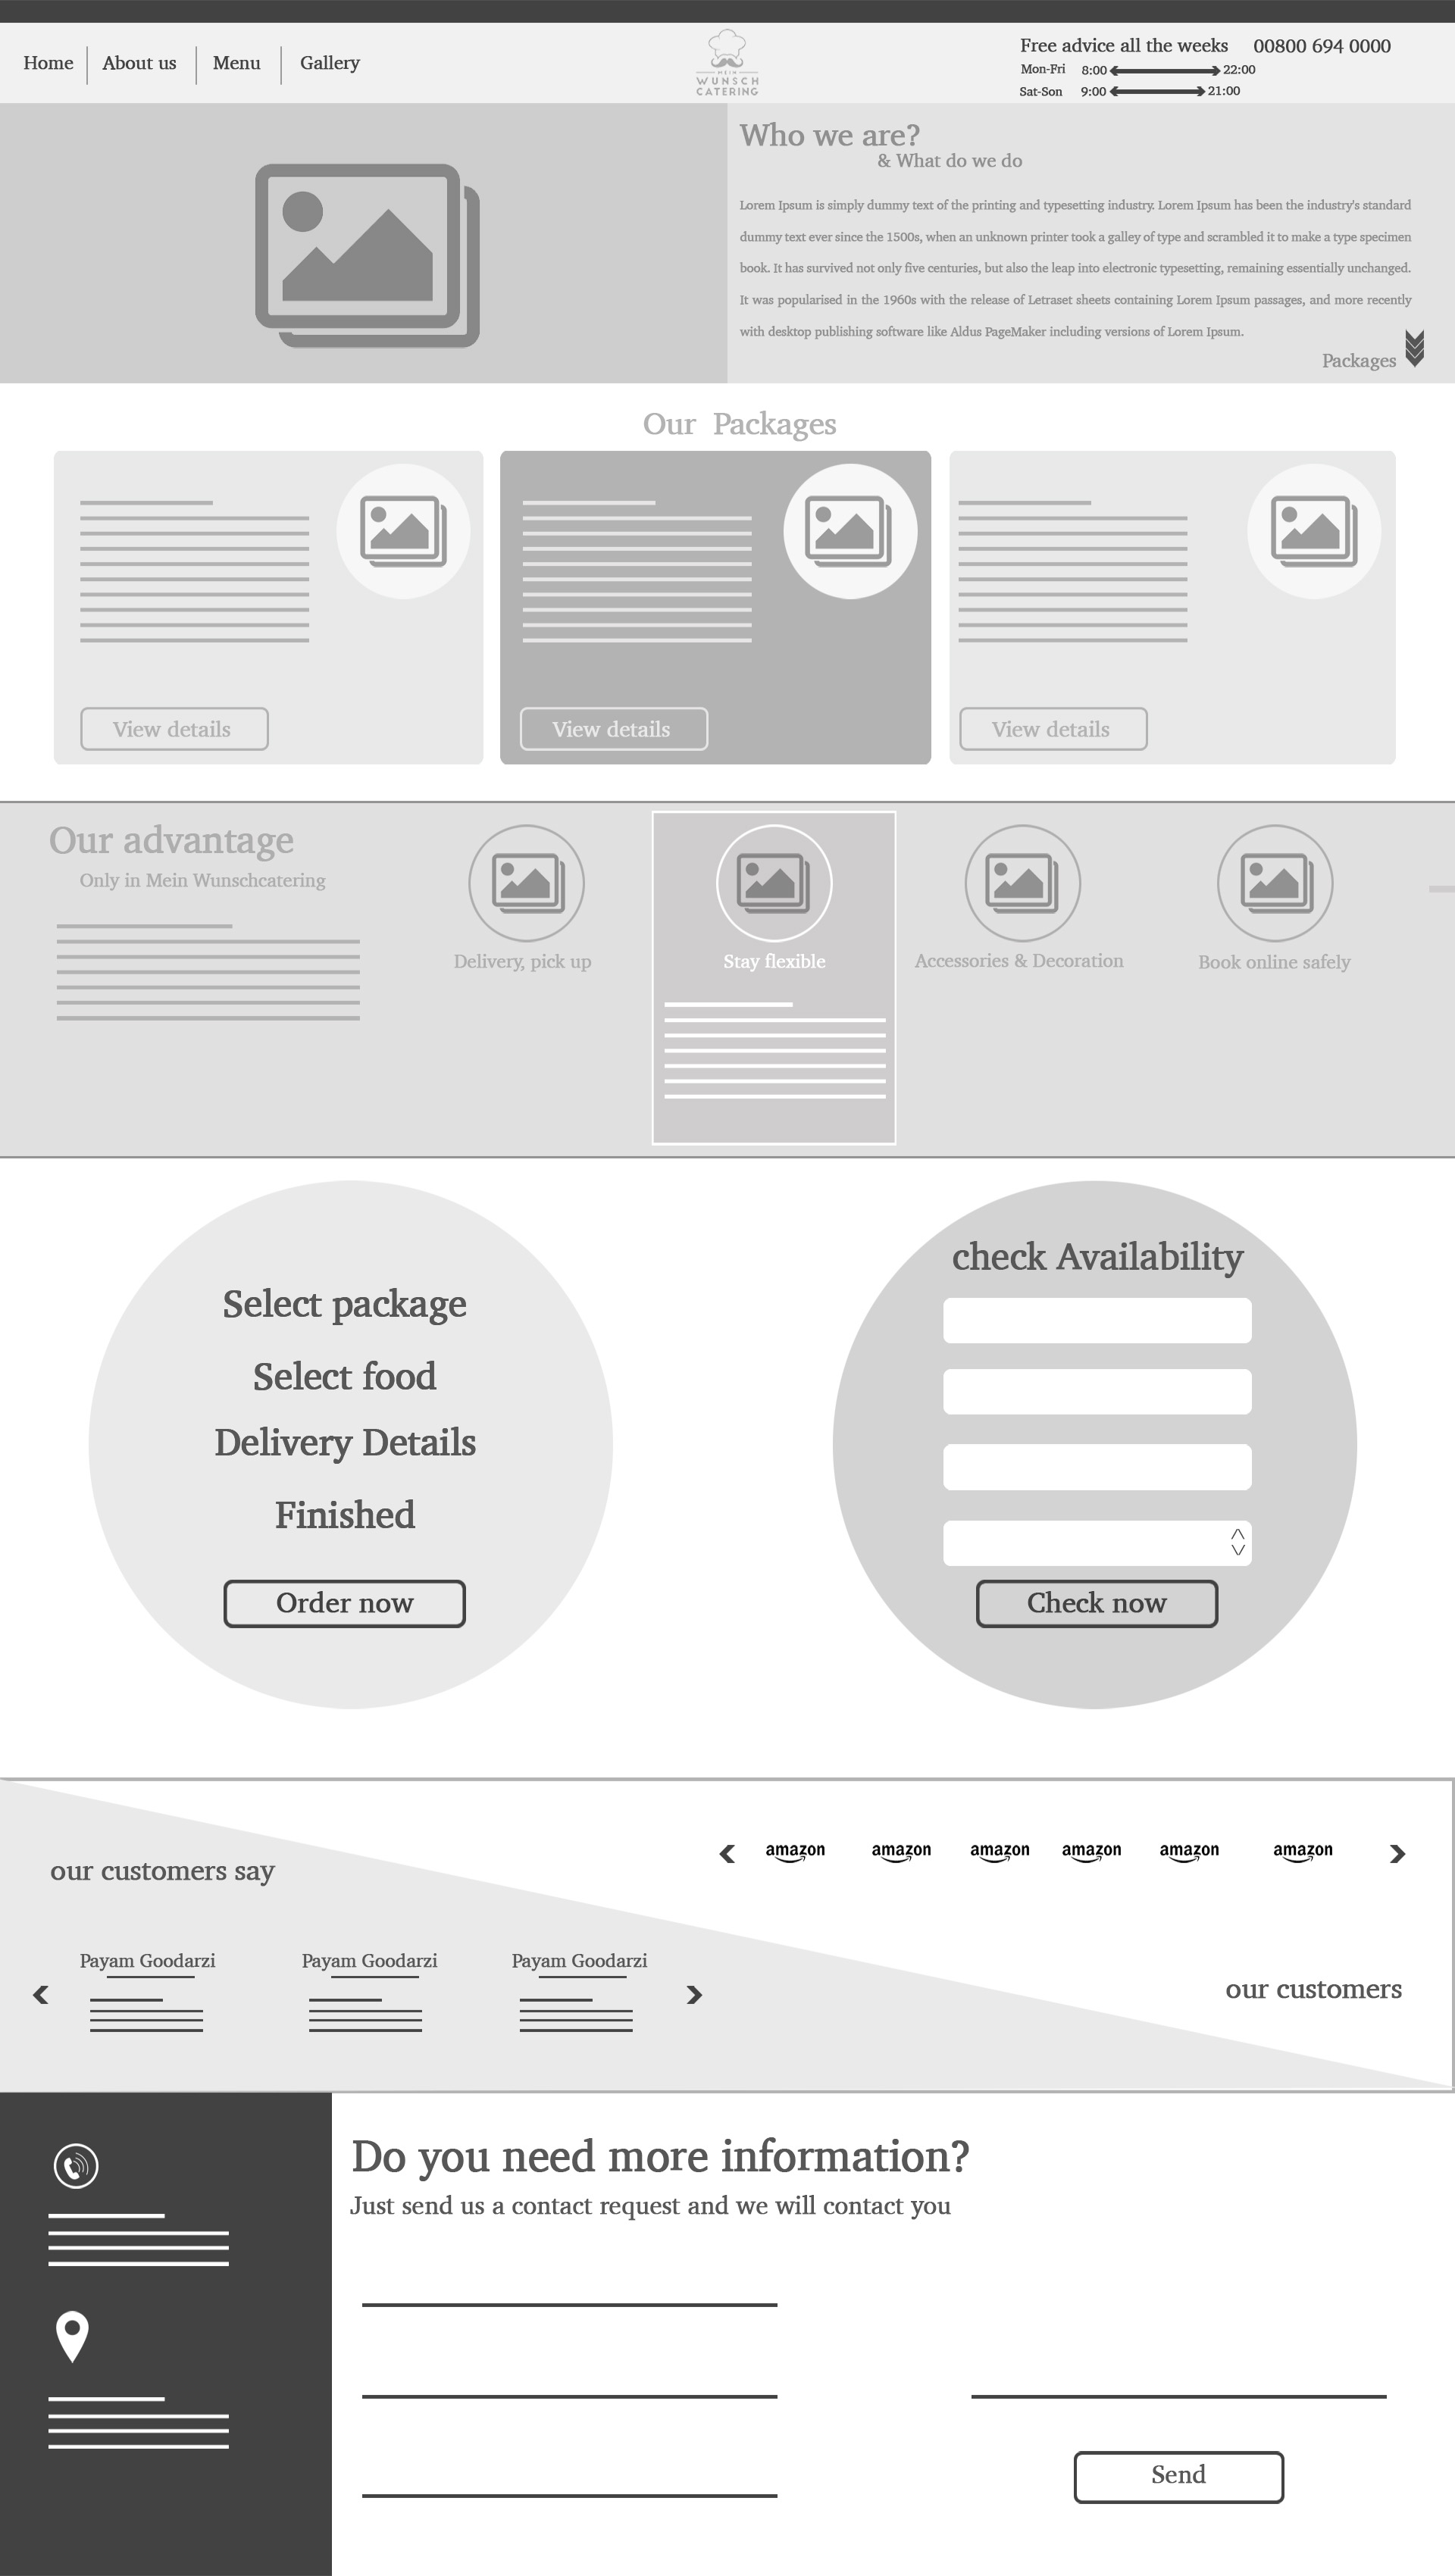 Home
About us
Menu
Gallery
MEIN
WUNSCH
CATERING
Free advice all the weeks 00800 694 0000
Mon-Fri 8:00 22:00
Sat-Son 9:00 21:00
Who we are?
& What do we do
Lorem Ipsum is simply dummy text of the printing and typesetting industry. Lorem Ipsum has been the industry's standard
dummy text ever since the 1500s, when an unknown printer took a galley of type and scrambled it to make a type specimen
book. It has survived not only five centuries, but also the leap into electronic typesetting, remaining essentially unchanged.
It was popularised in the 1960s with the release of Letraset sheets containing Lorem Ipsum passages, and more recently
with desktop publishing software like Aldus PageMaker including versions of Lorem Ipsum.
Packages
Our Packages
View details
View details
View details
Our advantage
Only in Mein Wunschcatering
Delivery, pick up
Stay flexible
Accessories & Decoration
Book online safely
Select package
Select food
Delivery Details
Finished
Order now
check Availability
Check now
our customers say
amazon
amazon
amazon
amazon
amazon
amazon
Payam Goodarzi
Payam Goodarzi
Payam Goodarzi
our customers
Do you need more information?
Just send us a contact request and we will contact you
Send